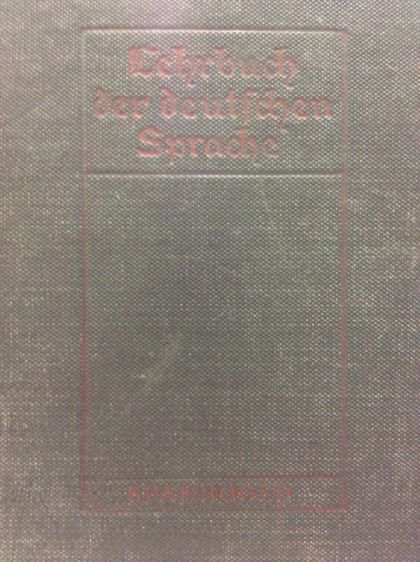 Lehrbuch
der deutschen
Sprache
SPANHOOFD